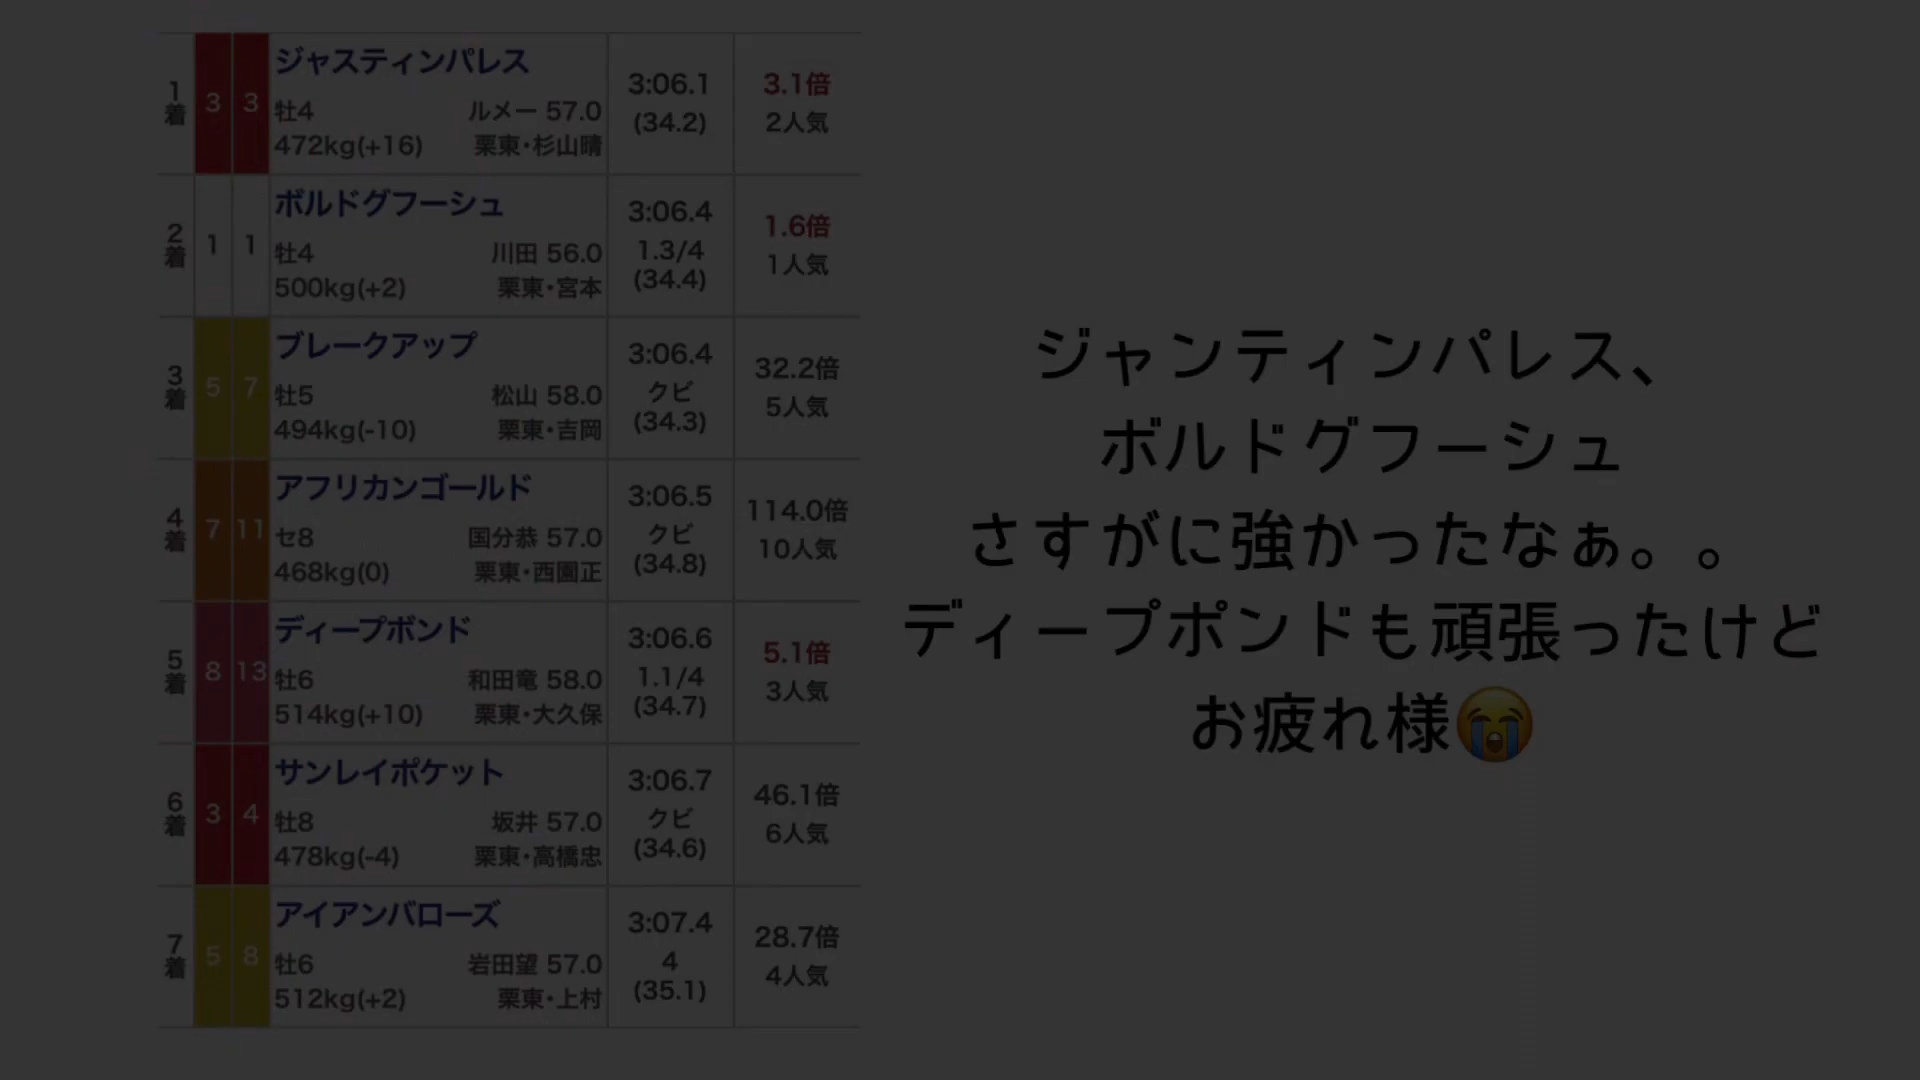 1着 3 3 ジャスティンパレス
牡4 ルメー 57.0
472kg(+16) 栗東・杉山晴
3:06.1
(34.2)
3.1倍
2人気
2着 1 1 ボルドグフーシュ
牡4 川田 56.0
500kg(+2) 栗東・宮本
3:06.4
1.3/4
(34.4)
1.6倍
1人気
3着 5 7 ブレークアップ
牡5 松山 58.0
494kg(-10) 栗東・吉岡
3:06.4
クビ
(34.3)
32.2倍
5人気
4着 7 11 アフリカンゴールド
セ8 国分恭 57.0
468kg(0) 栗東・西園正
3:06.5
クビ
(34.8)
114.0倍
10人気
5着 8 13 ディープボンド
牡6 和田竜 58.0
514kg(+10) 栗東・大久保
3:06.6
1.1/4
(34.7)
5.1倍
3人気
6着 3 4 サンレイポケット
牡8 坂井 57.0
478kg(-4) 栗東・高橋忠
3:06.7
クビ
(34.6)
46.1倍
6人気
7着 5 8 アイアンバローズ
牡6 岩田望 57.0
512kg(+2) 栗東・上村
3:07.4
4
(35.1)
28.7倍
4人気
ジャンティンパレス、
ボルドグフーシュ
さすがに強かったなぁ。。
ディープポンドも頑張ったけど
お疲れ様😭